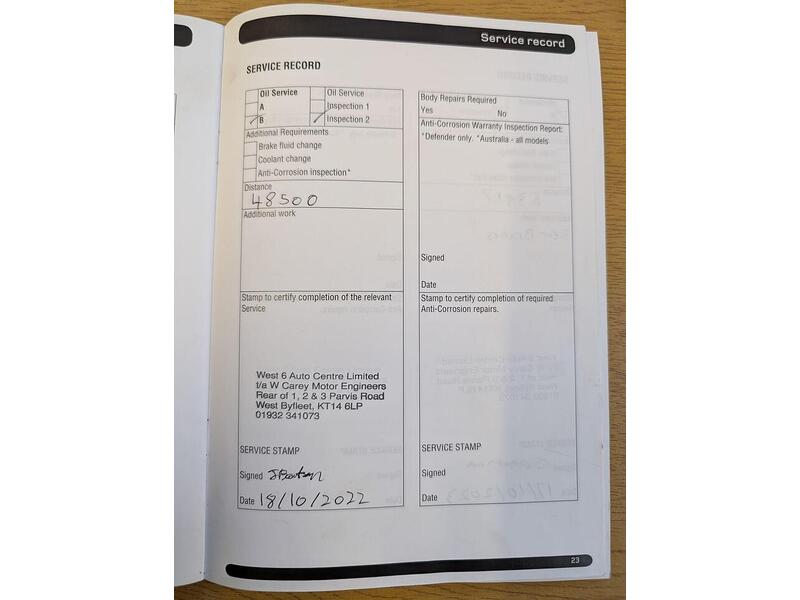 Service record
SERVICE RECORD
Oil Service Oil Service
A Inspection 1
B Inspection 2
Additional Requirements
Brake fluid change
Coolant change
Anti-Corrosion inspection*
Distance
48500
Additional work
Stamp to certify completion of the relevant
Service
West 6 Auto Centre Limited
t/a W Carey Motor Engineers
Rear of 1, 2 & 3 Parvis Road
West Byfleet, KT14 6LP
01932 341073
SERVICE STAMP
Signed
Date 18/10/2022
Body Repairs Required
Yes No
Anti-Corrosion Warranty Inspection Report:
*Defender only. *Australia - all models
Signed
Date
Stamp to certify completion of required
Anti-Corrosion repairs.
SERVICE STAMP
Signed
Date
23